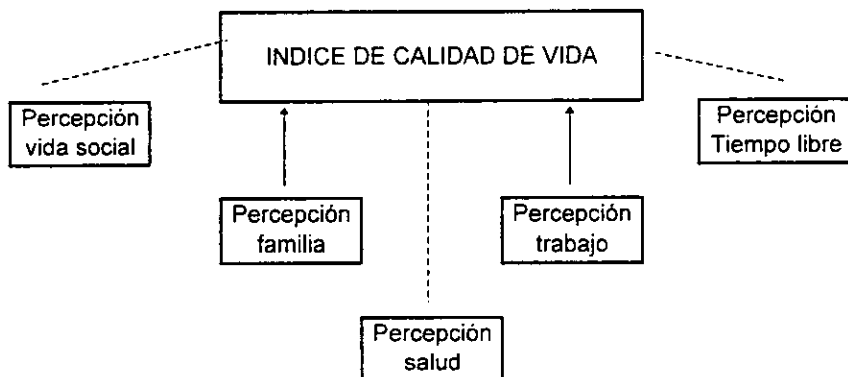 INDICE DE CALIDAD DE VIDA
Percepción
vida social
Percepción
Tiempo libre
Percepción
familia
Percepción
trabajo
Percepción
salud